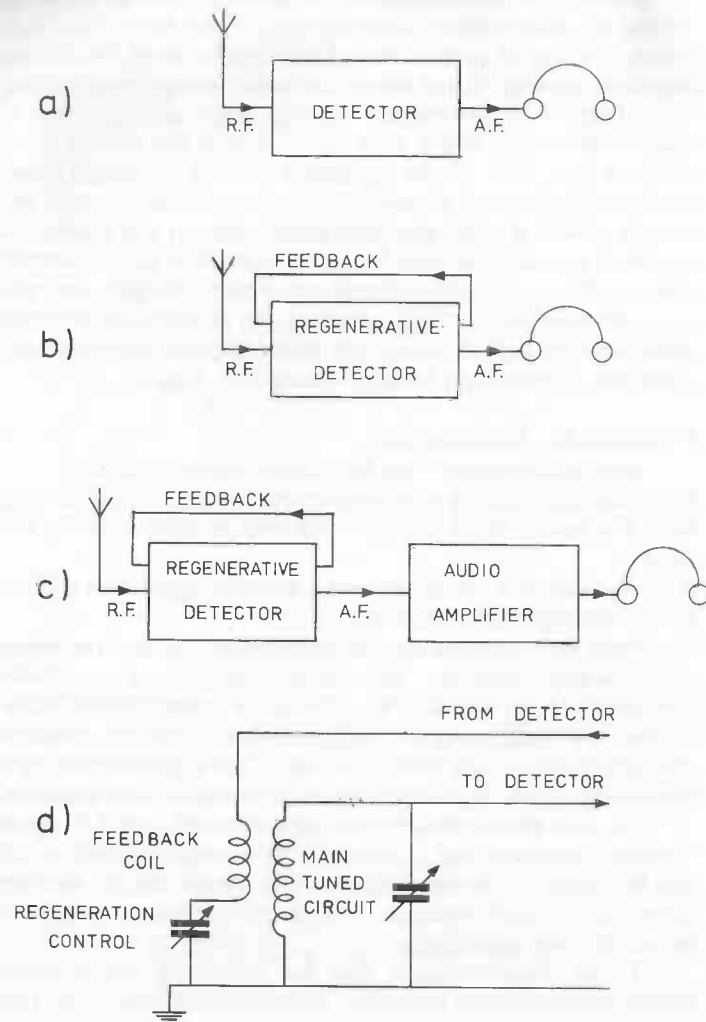 a)
DETECTOR
R.F.
A.F.
FEEDBACK
b)
REGENERATIVE
DETECTOR
R.F.
A.F.
FEEDBACK
c)
REGENERATIVE
DETECTOR
R.F.
A.F.
AUDIO
AMPLIFIER
FROM DETECTOR
TO DETECTOR
d)
FEEDBACK
COIL
MAIN
TUNED
CIRCUIT
REGENERATION
CONTROL